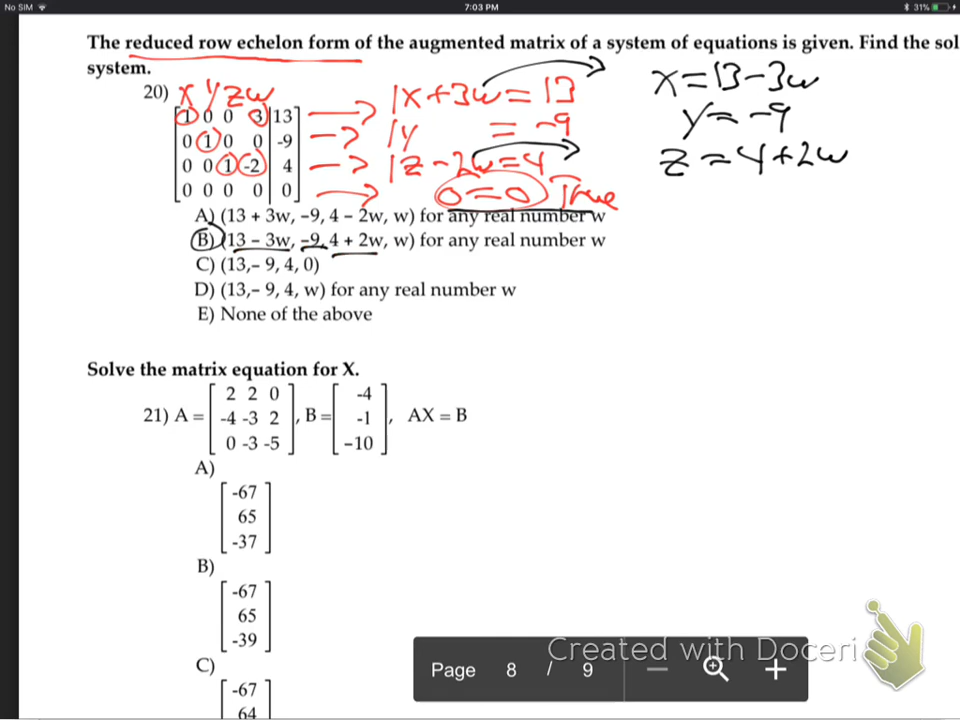 No SIM 7:03 PM 31%
The reduced row echelon form of the augmented matrix of a system of equations is given. Find the sol
system.
20) X Y Z W
1 0 0 3 13 1X+3W=13 X=13-3W
0 1 0 0 -9 1Y = -9 Y=-9
0 0 1 -2 4 1Z-2W=4 Z=4+2W
0 0 0 0 0 0=0 True
A) (13 + 3w, -9, 4 - 2w, w) for any real number w
B) (13 - 3w, -9, 4 + 2w, w) for any real number w
C) (13,- 9, 4, 0)
D) (13,- 9, 4, w) for any real number w
E) None of the above
Solve the matrix equation for X.
2 2 0 -4
21) A = -4 -3 2 , B = -1 , AX = B
0 -3 -5 -10
A)
-67
65
-37
B)
-67
65
-39
C)
-67
64
Created with Doceri
Page 8 / 9